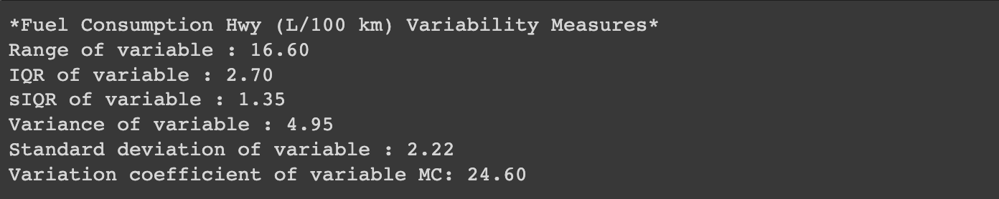 *Fuel Consumption Hwy (L/100 km) Variability Measures*
Range of variable : 16.60
IQR of variable : 2.70
sIQR of variable : 1.35
Variance of variable : 4.95
Standard deviation of variable : 2.22
Variation coefficient of variable MC: 24.60